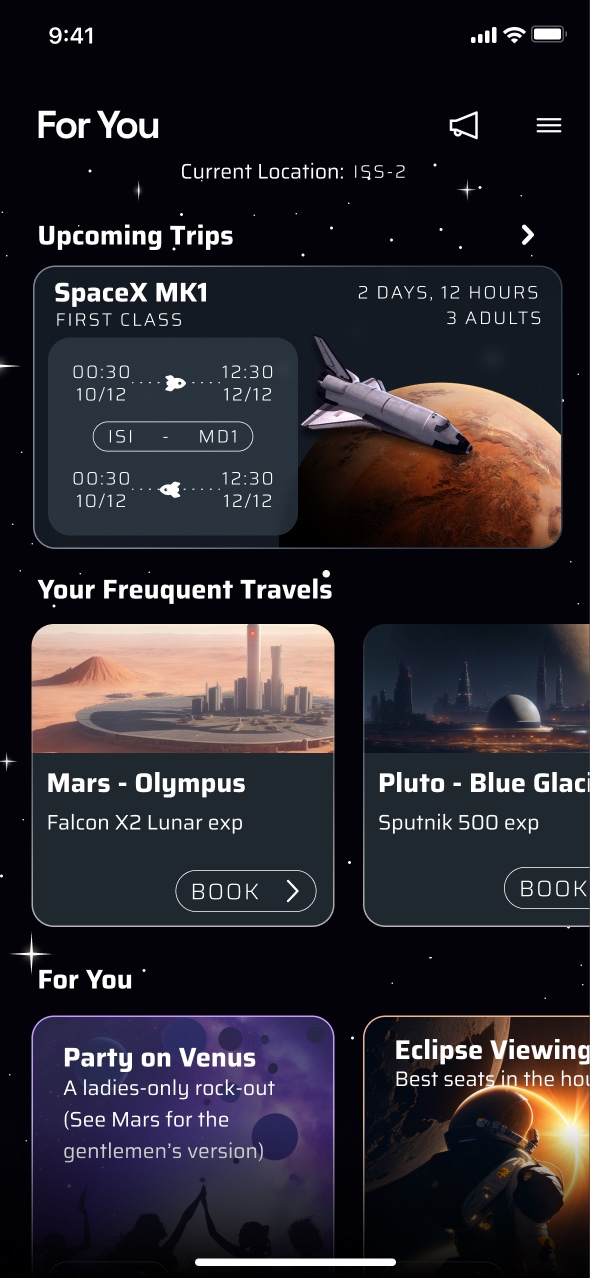 9:41
For You
Current Location: ISS-2
Upcoming Trips
SpaceX MK1
2 DAYS, 12 HOURS
FIRST CLASS
3 ADULTS
00:30 12:30
10/12 12/12
ISI - MD1
00:30 12:30
10/12 12/12
Your Freuquent Travels
Mars - Olympus
Falcon X2 Lunar exp
BOOK
Pluto - Blue Glaci
Sputnik 500 exp
BOOK
For You
Party on Venus
A ladies-only rock-out
(See Mars for the
gentlemen's version)
Eclipse Viewing
Best seats in the hou